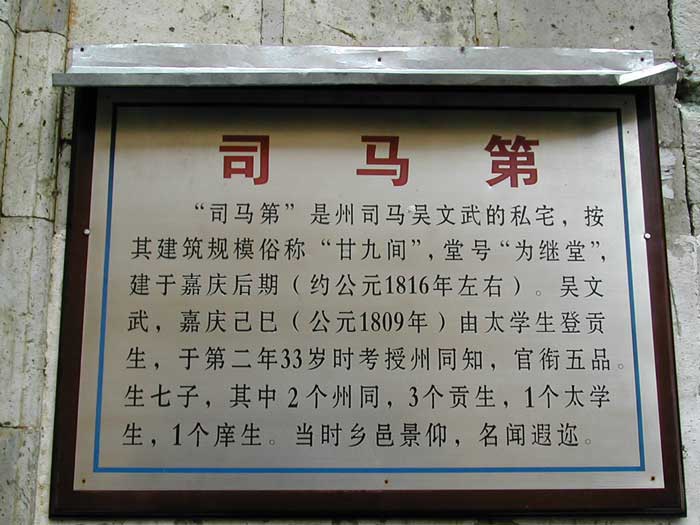 司马第
“司马第”是州司马吴文武的私宅，按
其建筑规模俗称“甘九间”，堂号“为继堂”，
建于嘉庆后期（约公元1816年左右）。吴文
武，嘉庆己巳（公元1809年）由太学生登贡
生，于第二年33岁时考授州同知，官衔五品。
生七子，其中2个州同，3个贡生，1个太学
生，1个庠生。当时乡邑景仰，名闻遐迩。